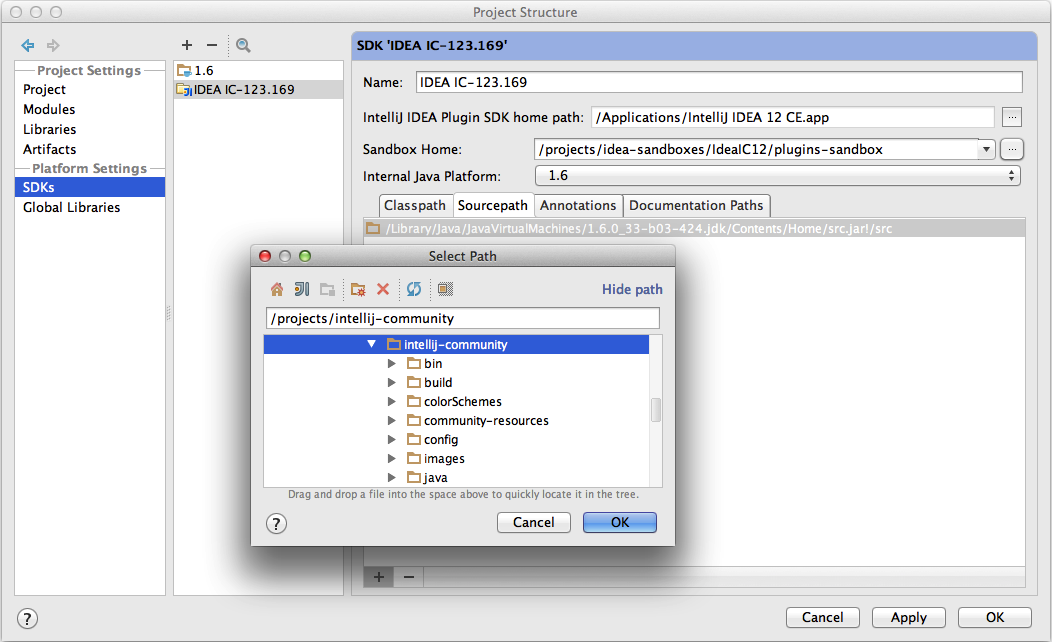 Project Structure
Project Settings
Project
Modules
Libraries
Artifacts
Platform Settings
SDKs
Global Libraries
1.6
IDEA IC-123.169
SDK 'IDEA IC-123.169'
Name: IDEA IC-123.169
IntelliJ IDEA Plugin SDK home path: /Applications/IntelliJ IDEA 12 CE.app ...
Sandbox Home: /projects/idea-sandboxes/IdeaIC12/plugins-sandbox ...
Internal Java Platform: 1.6
Classpath Sourcepath Annotations Documentation Paths
/Library/Java/JavaVirtualMachines/1.6.0_33-b03-424.jdk/Contents/Home/src.jar!/src
Select Path
Hide path
/projects/intellij-community
intellij-community
bin
build
colorSchemes
community-resources
config
images
java
Drag and drop a file into the space above to quickly locate it in the tree.
? Cancel OK
? Cancel Apply OK